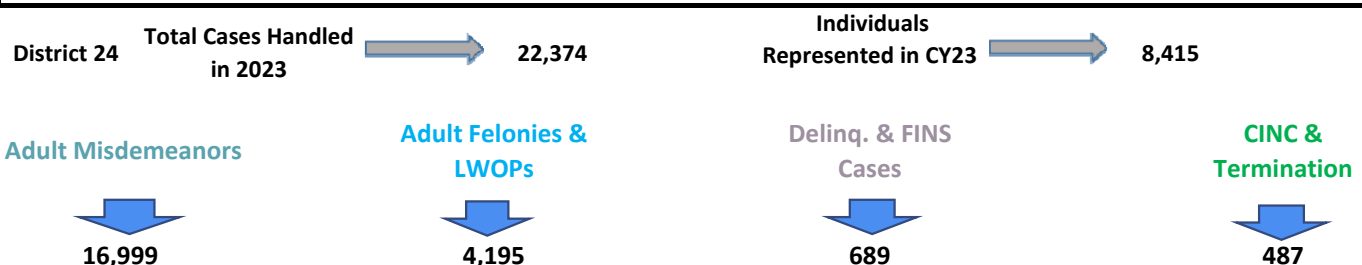 District 24
Total Cases Handled
in 2023
22,374
Individuals
Represented in CY23
8,415
Adult Misdemeanors
Adult Felonies &
LWOPs
Delinq. & FINS
Cases
CINC &
Termination
16,999
4,195
689
487